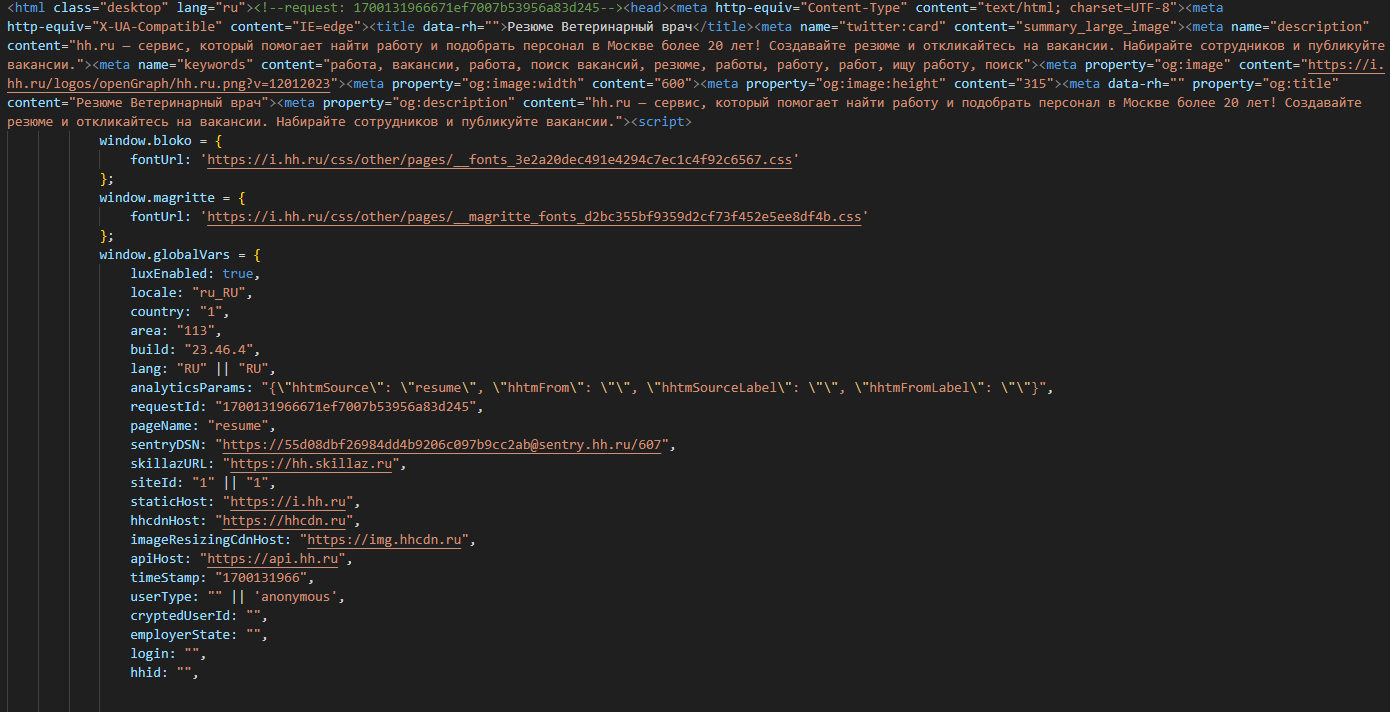 <html class="desktop" lang="ru"><!--request: 1700131966671ef7007b53956a83d245--><head><meta http-equiv="Content-Type" content="text/html; charset=UTF-8"><meta
http-equiv="X-UA-Compatible" content="IE=edge"><title data-rh="">Резюме Ветеринарный врач</title><meta name="twitter:card" content="summary_large_image"><meta name="description"
content="hh.ru — сервис, который помогает найти работу и подобрать персонал в Москве более 20 лет! Создавайте резюме и откликайтесь на вакансии. Набирайте сотрудников и публикуйте
вакансии."><meta name="keywords" content="работа, вакансии, работа, поиск вакансий, резюме, работы, работу, работ, ищу работу, поиск"><meta property="og:image" content="https://i.
hh.ru/logos/openGraph/hh.ru.png?v=12012023"><meta property="og:image:width" content="600"><meta property="og:image:height" content="315"><meta data-rh="" property="og:title"
content="Резюме Ветеринарный врач"><meta property="og:description" content="hh.ru — сервис, который помогает найти работу и подобрать персонал в Москве более 20 лет! Создавайте
резюме и откликайтесь на вакансии. Набирайте сотрудников и публикуйте вакансии."><script>
window.bloko = {
fontUrl: 'https://i.hh.ru/css/other/pages/__fonts_3e2a20dec491e4294c7ec1c4f92c6567.css'
};
window.magritte = {
fontUrl: 'https://i.hh.ru/css/other/pages/__magritte_fonts_d2bc355bf9359d2cf73f452e5ee8df4b.css'
};
window.globalVars = {
luxEnabled: true,
locale: "ru_RU",
country: "1",
area: "113",
build: "23.46.4",
lang: "RU" || "RU",
analyticsParams: "{\"hhtmSource\": \"resume\", \"hhtmFrom\": \"\", \"hhtmSourceLabel\": \"\", \"hhtmFromLabel\": \"\"}",
requestId: "1700131966671ef7007b53956a83d245",
pageName: "resume",
sentryDSN: "https://55d08dbf26984dd4b9206c097b9cc2ab@sentry.hh.ru/607",
skillazURL: "https://hh.skillaz.ru",
siteId: "1" || "1",
staticHost: "https://i.hh.ru",
hhcdnHost: "https://hhcdn.ru",
imageResizingCdnHost: "https://img.hhcdn.ru",
apiHost: "https://api.hh.ru",
timeStamp: "1700131966",
userType: "" || 'anonymous',
cryptedUserId: "",
employerState: "",
login: "",
hhid: "",